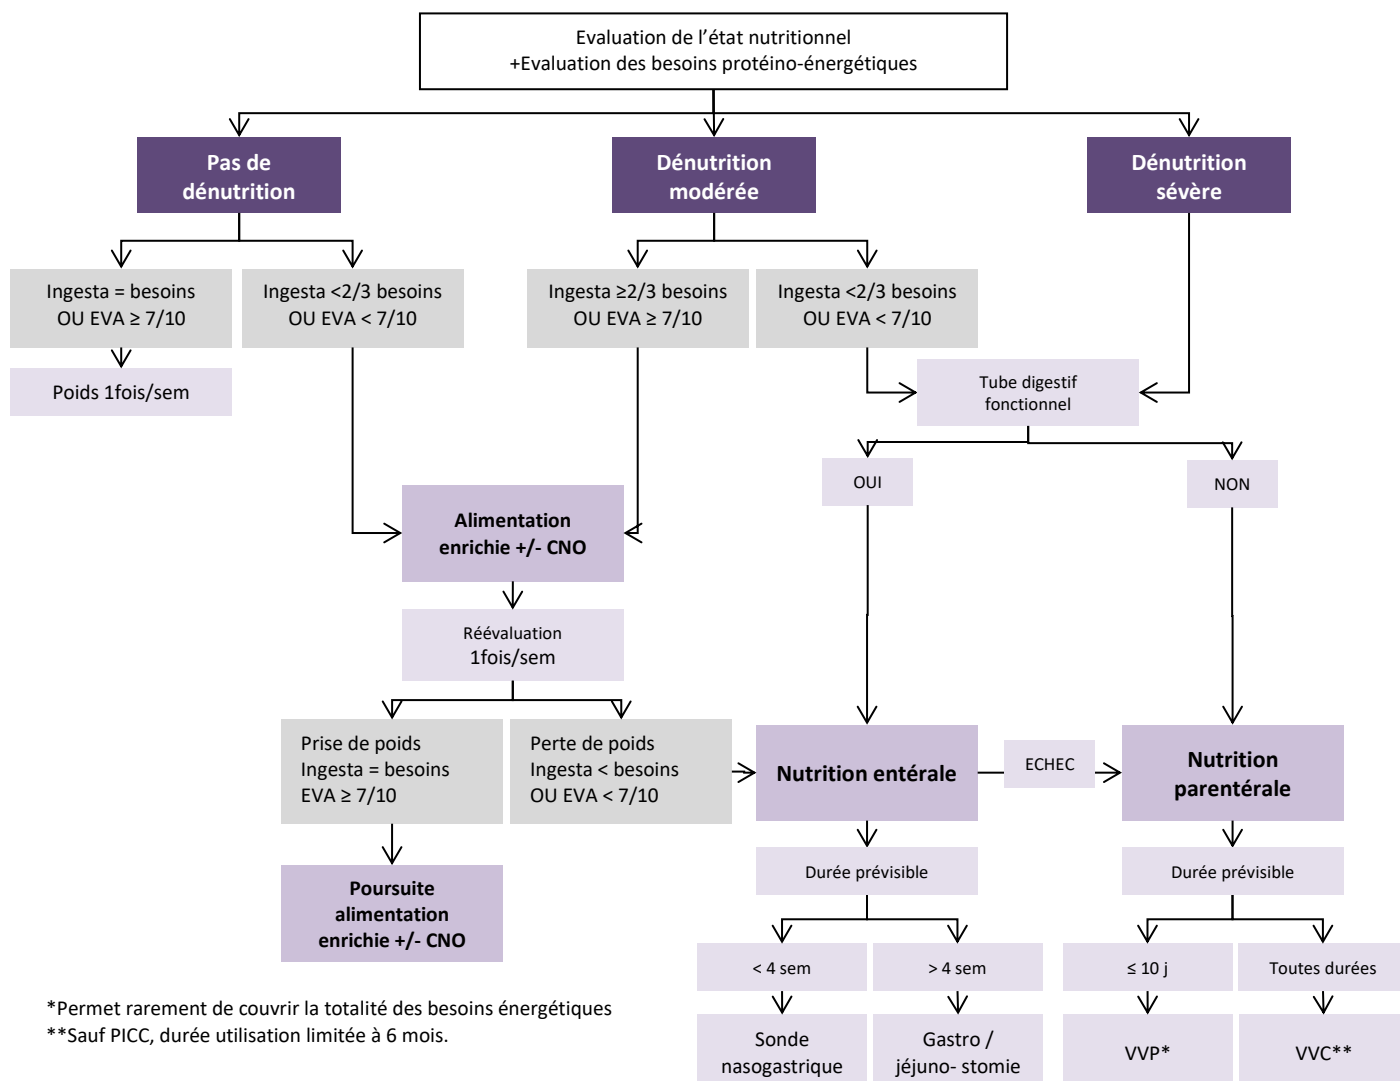 Evaluation de l’état nutritionnel
+Evaluation des besoins protéino-énergétiques
Pas de
dénutrition
Dénutrition
modérée
Dénutrition
sévère
Ingesta = besoins
OU EVA ≥ 7/10
Ingesta <2/3 besoins
OU EVA < 7/10
Ingesta ≥2/3 besoins
OU EVA ≥ 7/10
Ingesta <2/3 besoins
OU EVA < 7/10
Poids 1fois/sem
Tube digestif
fonctionnel
OUI
NON
Alimentation
enrichie +/- CNO
Réévaluation
1fois/sem
Prise de poids
Ingesta = besoins
EVA ≥ 7/10
Perte de poids
Ingesta < besoins
OU EVA < 7/10
Nutrition entérale
ECHEC
Nutrition
parentérale
Poursuite
alimentation
enrichie +/- CNO
Durée prévisible
Durée prévisible
< 4 sem
> 4 sem
≤ 10 j
Toutes durées
Sonde
nasogastrique
Gastro /
jéjuno- stomie
VVP*
VVC**
*Permet rarement de couvrir la totalité des besoins énergétiques
**Sauf PICC, durée utilisation limitée à 6 mois.